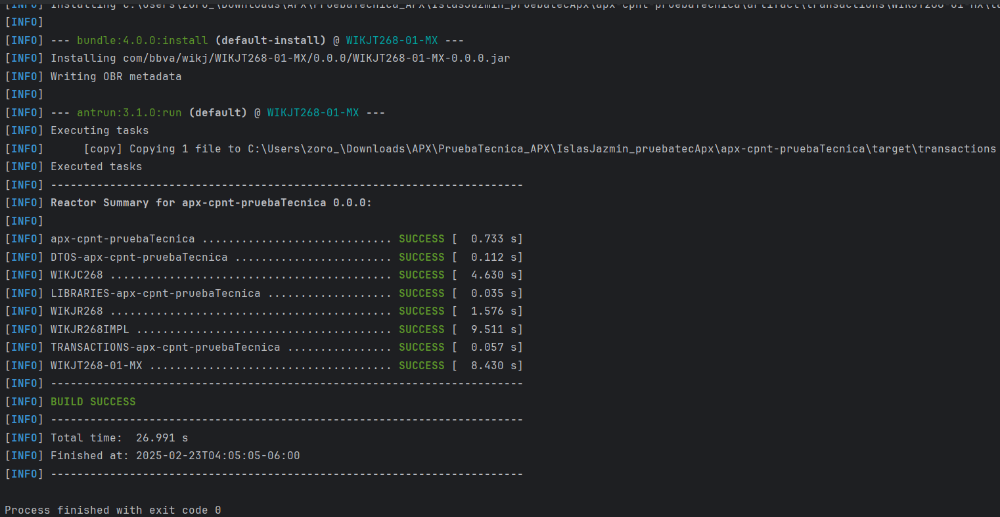 [INFO] Installing C:\Users\zoro_\Downloads\APX\PruebaTecnica_APX\IslasJazmin_pruebatecApx\apx-cpnt-pruebaTecnica\artifact\transactions\WIKJT268-01-MX\ta
[INFO]
[INFO] --- bundle:4.0.0:install (default-install) @ WIKJT268-01-MX ---
[INFO] Installing com/bbva/wikj/WIKJT268-01-MX/0.0.0/WIKJT268-01-MX-0.0.0.jar
[INFO] Writing OBR metadata
[INFO]
[INFO] --- antrun:3.1.0:run (default) @ WIKJT268-01-MX ---
[INFO] Executing tasks
[INFO]      [copy] Copying 1 file to C:\Users\zoro_\Downloads\APX\PruebaTecnica_APX\IslasJazmin_pruebatecApx\apx-cpnt-pruebaTecnica\target\transactions
[INFO] Executed tasks
[INFO] ------------------------------------------------------------------------
[INFO] Reactor Summary for apx-cpnt-pruebaTecnica 0.0.0:
[INFO]
[INFO] apx-cpnt-pruebaTecnica ............................. SUCCESS [  0.733 s]
[INFO] DTOS-apx-cpnt-pruebaTecnica ........................ SUCCESS [  0.112 s]
[INFO] WIKJC268 ........................................... SUCCESS [  4.630 s]
[INFO] LIBRARIES-apx-cpnt-pruebaTecnica ................... SUCCESS [  0.035 s]
[INFO] WIKJR268 ........................................... SUCCESS [  1.576 s]
[INFO] WIKJR268IMPL ....................................... SUCCESS [  9.511 s]
[INFO] TRANSACTIONS-apx-cpnt-pruebaTecnica ................ SUCCESS [  0.057 s]
[INFO] WIKJT268-01-MX ..................................... SUCCESS [  8.430 s]
[INFO] ------------------------------------------------------------------------
[INFO] BUILD SUCCESS
[INFO] ------------------------------------------------------------------------
[INFO] Total time:  26.991 s
[INFO] Finished at: 2025-02-23T04:05:05-06:00
[INFO] ------------------------------------------------------------------------
Process finished with exit code 0